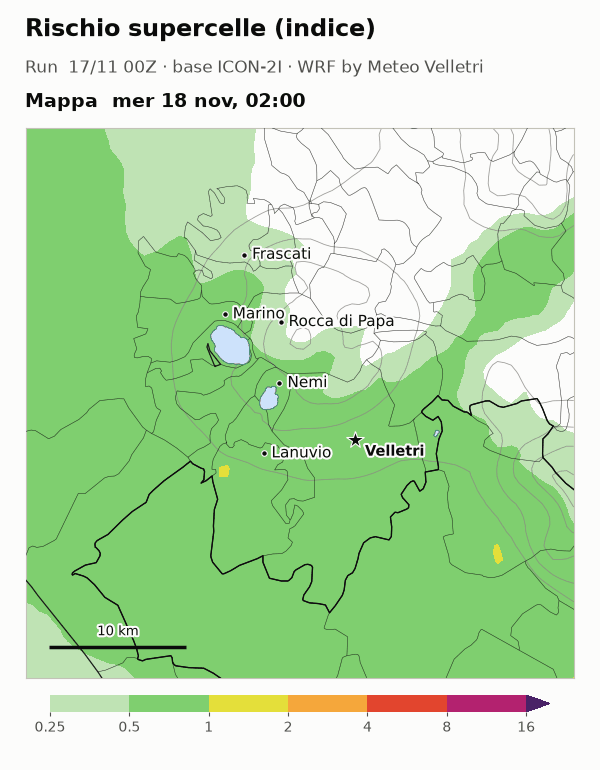 Rischio supercelle (indice)
Run  17/11 00Z · base ICON-2I · WRF by Meteo Velletri
Mappa  mer 18 nov, 02:00
Frascati
Marino
Rocca di Papa
Nemi
Velletri
Lanuvio
10 km
0.25 0.5 1 2 4 8 16